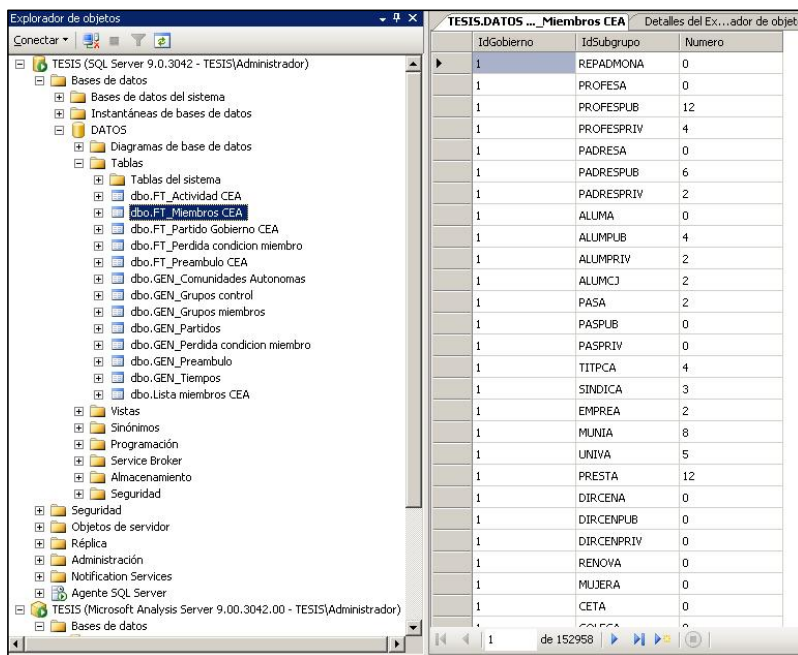 Explorador de objetos
Conectar
TESIS (SQL Server 9.0.3042 - TESIS\Administrador)
Bases de datos
Bases de datos del sistema
Instantáneas de bases de datos
DATOS
Diagramas de base de datos
Tablas
Tablas del sistema
dbo.FT_Actividad CEA
dbo.FT_Miembros CEA
dbo.FT_Partido Gobierno CEA
dbo.FT_Perdida condicion miembro
dbo.FT_Preambulo CEA
dbo.GEN_Comunidades Autonomas
dbo.GEN_Grupos control
dbo.GEN_Grupos miembros
dbo.GEN_Partidos
dbo.GEN_Perdida condicion miembro
dbo.GEN_Preambulo
dbo.GEN_Tiempos
dbo.Lista miembros CEA
Vistas
Sinónimos
Programación
Service Broker
Almacenamiento
Seguridad
Seguridad
Objetos de servidor
Réplica
Administración
Notification Services
Agente SQL Server
TESIS (Microsoft Analysis Server 9.00.3042.00 - TESIS\Administrador)
Bases de datos
TESIS.DATOS ..._Miembros CEA Detalles del Ex...ador de objet
IdGobierno IdSubgrupo Numero
1 REPADMONA 0
1 PROFESA 0
1 PROFESPUB 12
1 PROFESPRIV 4
1 PADRESA 0
1 PADRESPUB 6
1 PADRESPRIV 2
1 ALUMA 0
1 ALUMPUB 4
1 ALUMPRIV 2
1 ALUMCJ 2
1 PASA 2
1 PASPUB 0
1 PASPRIV 0
1 TITPCA 4
1 SINDICA 3
1 EMPREA 2
1 MUNIA 8
1 UNIVA 5
1 PRESTA 12
1 DIRCENA 0
1 DIRCENPUB 0
1 DIRCENPRIV 0
1 RENOVA 0
1 MUJERA 0
1 CETA 0
1 de 152958